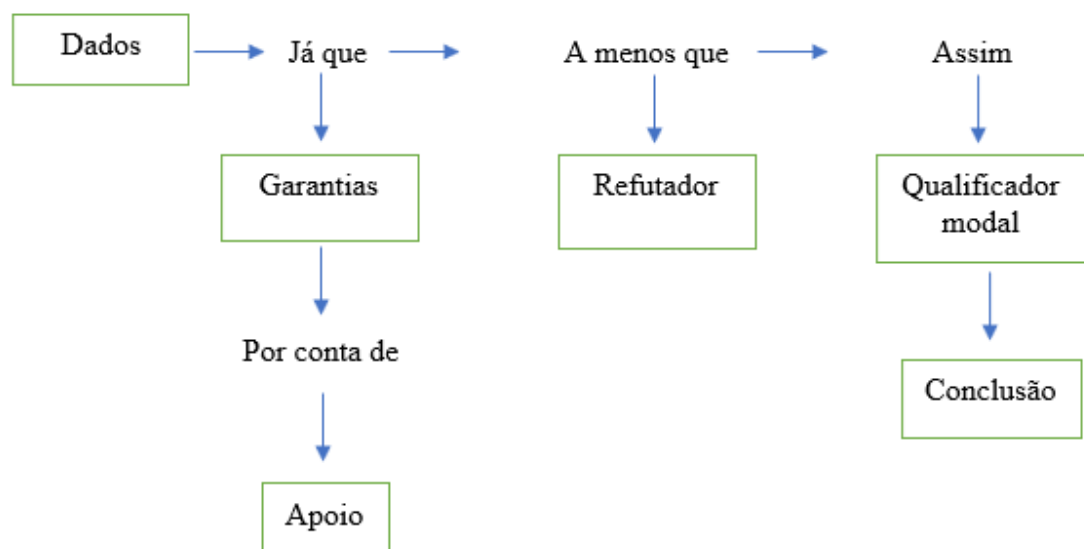 Dados
Já que
A menos que
Assim
Garantias
Refutador
Qualificador
modal
Por conta de
Conclusão
Apoio